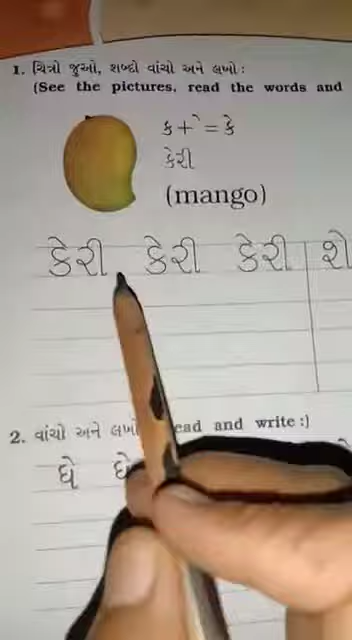 1. ચિત્રો જુઓ, શબ્દો વાંચો અને લખો :
(See the pictures, read the words and
ક + ે = કે
કેરી
(mango)
કેરી કેરી કેરી શે
2. વાંચો અને લખો
ead and write :)
ઘે